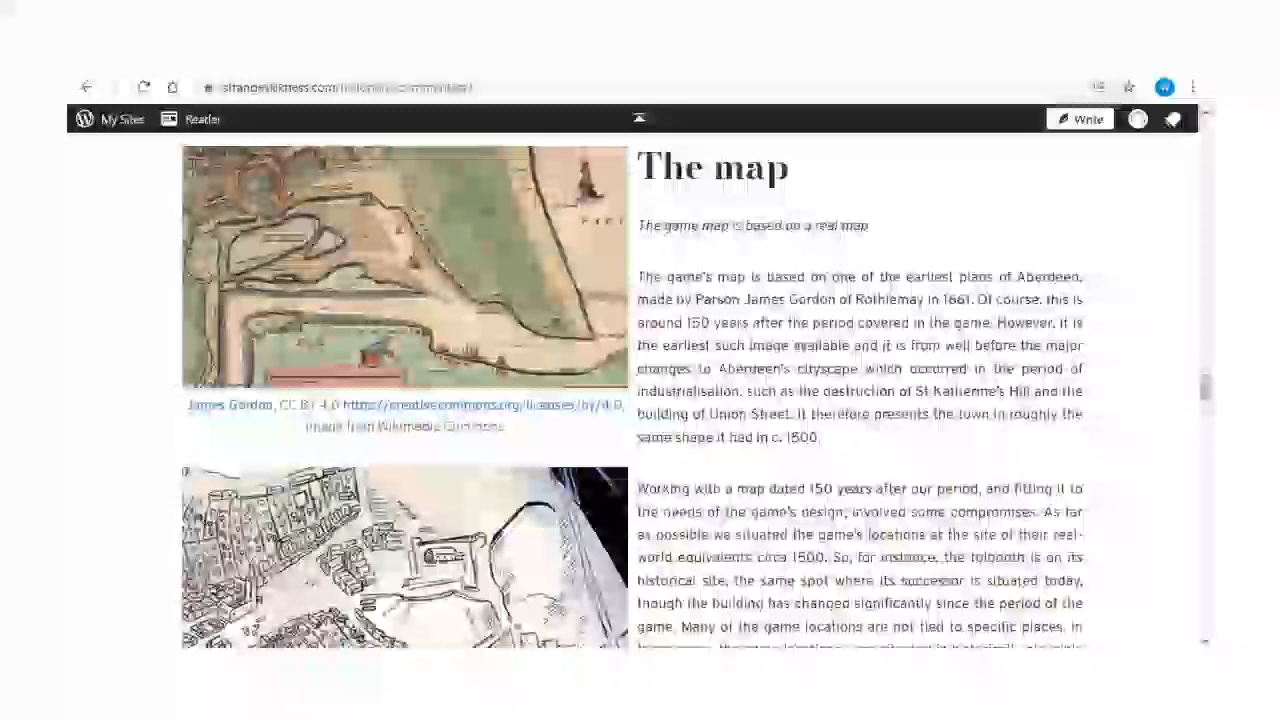 My Sites
Reader
Write
The map
The game map is based on a real map
The game's map is based on one of the earliest plans of Aberdeen,
made by Parson James Gordon of Rothiemay in 1661. Of course, this is
around 150 years after the period covered in the game. However, it is
the earliest such image available and it is from well before the major
changes to Aberdeen's cityscape which occurred in the period of
industrialisation, such as the destruction of St Katherine's Hill and the
building of Union Street. It therefore presents the town in roughly the
same shape it had in c. 1500.
James Gordon, CC BY 4.0 https://creativecommons.org/licenses/by/4.0,
image from Wikimedia Commons
Working with a map dated 150 years after our period, and fitting it to
the needs of the game's design, involved some compromises. As far
as possible we situated the game's locations at the site of their real-
world equivalents circa 1500. So, for instance, the tolbooth is on its
historical site, the same spot where its successor is situated today,
though the building has changed significantly since the period of the
game. Many of the game locations are not tied to specific places, in